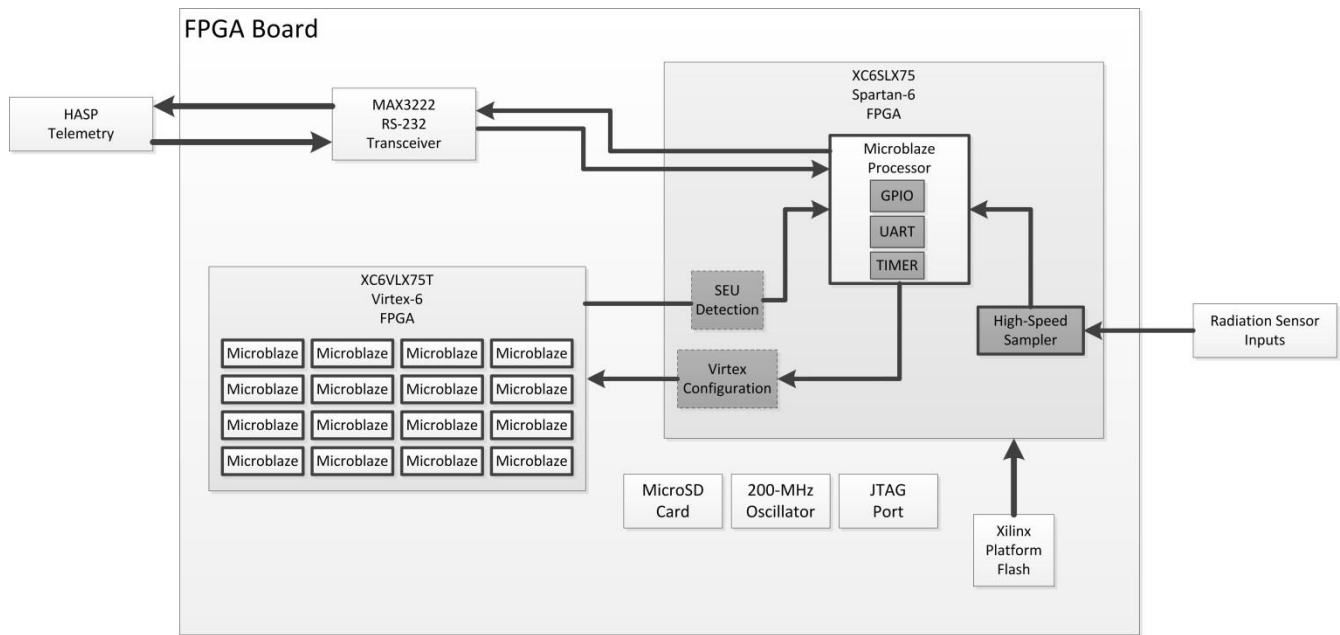 FPGA Board
HASP
Telemetry
MAX3222
RS-232
Transceiver
XC6SLX75
Spartan-6
FPGA
Microblaze
Processor
GPIO
UART
TIMER
XC6VLX75T
Virtex-6
FPGA
Microblaze Microblaze Microblaze Microblaze
Microblaze Microblaze Microblaze Microblaze
Microblaze Microblaze Microblaze Microblaze
Microblaze Microblaze Microblaze Microblaze
SEU
Detection
Virtex
Configuration
High-Speed
Sampler
Radiation Sensor
Inputs
MicroSD
Card
200-MHz
Oscillator
JTAG
Port
Xilinx
Platform
Flash